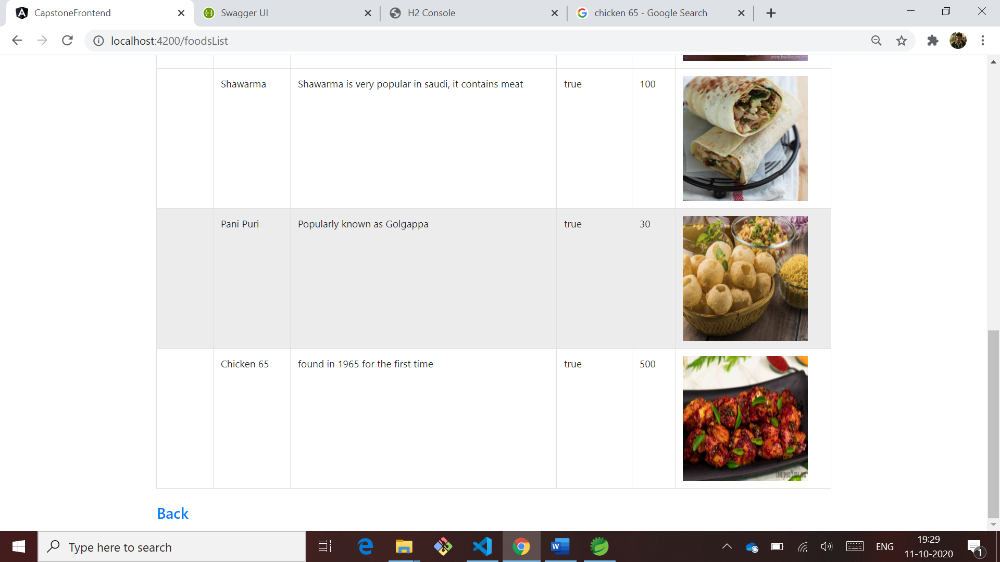 CapstoneFrontend
Swagger UI
H2 Console
chicken 65 - Google Search
localhost:4200/foodsList
Shawarma Shawarma is very popular in saudi, it contains meat true 100
Pani Puri Popularly known as Golgappa true 30
Chicken 65 found in 1965 for the first time true 500
Back
Type here to search
W
ENG
19:29
11-10-2020
1